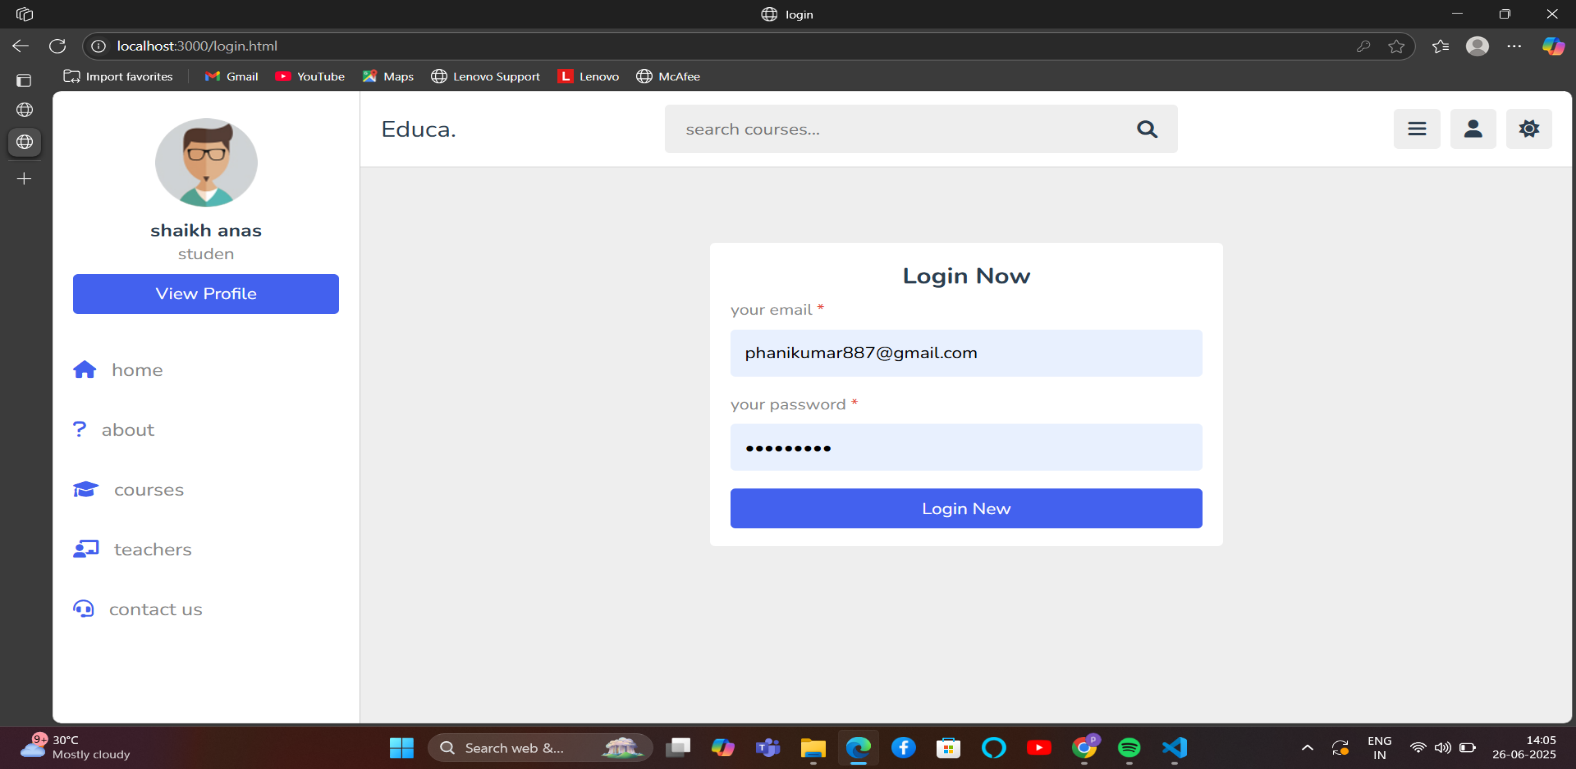 login
localhost:3000/login.html
Import favorites
Gmail
YouTube
Maps
Lenovo Support
L Lenovo
McAfee
Educa.
search courses...
shaikh anas
studen
View Profile
home
? about
courses
teachers
contact us
Login Now
your email *
phanikumar887@gmail.com
your password *
•••••••••
Login New
9+
30°C
Mostly cloudy
Search web &...
P
ENG
IN
14:05
26-06-2025